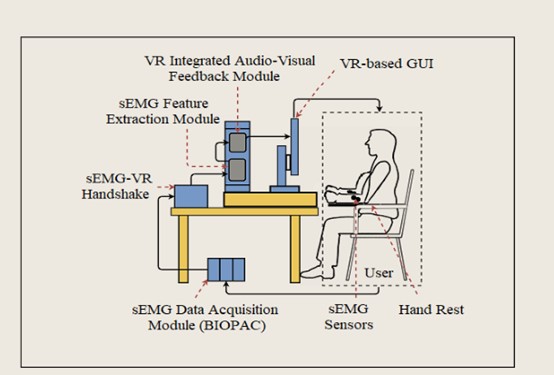 VR Integrated Audio-Visual
Feedback Module
VR-based GUI
sEMG Feature
Extraction Module
sEMG-VR
Handshake
User
sEMG Data Acquisition
Module (BIOPAC)
sEMG
Sensors
Hand Rest